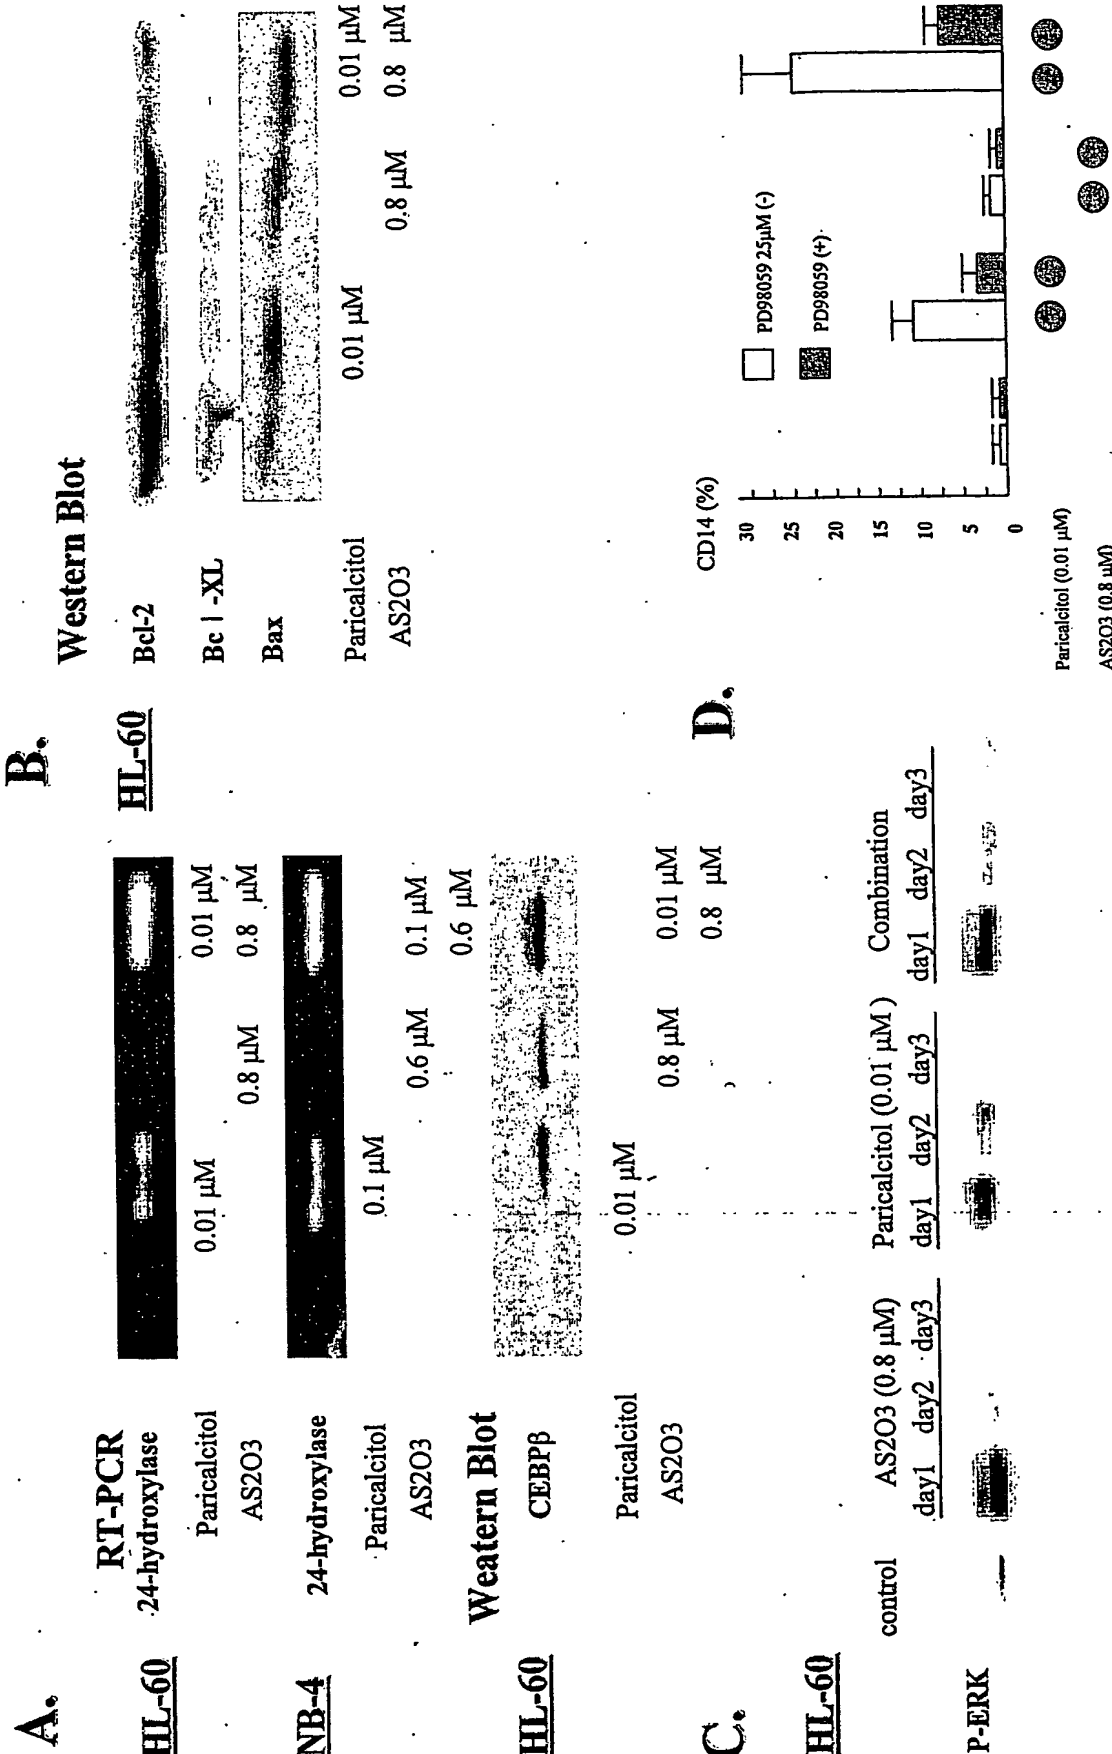 A.
RT-PCR
HL-60 24-hydroxylase
Paricalcitol 0.01 µM 0.01 µM
AS2O3 0.8 µM 0.8 µM
NB-4 24-hydroxylase
Paricalcitol 0.1 µM 0.1 µM
AS2O3 0.6 µM 0.6 µM
Weatern Blot
HL-60 CEBPβ
Paricalcitol 0.01 µM 0.01 µM
AS2O3 0.8 µM 0.8 µM
B.
Western Blot
HL-60 Bcl-2
Bc l -XL
Bax
Paricalcitol 0.01 µM 0.01 µM
AS2O3 0.8 µM 0.8 µM
C.
HL-60
control AS2O3 (0.8 µM) Paricalcitol (0.01 µM ) Combination
day1 day2 day3 day1 day2 day3 day1 day2 day3
P-ERK
D.
CD14 (%)
PD98059 25µM (-)
PD98059 (+)
30
25
20
15
10
5
0
Paricalcitol (0.01 µM)
AS2O3 (0.8 µM)